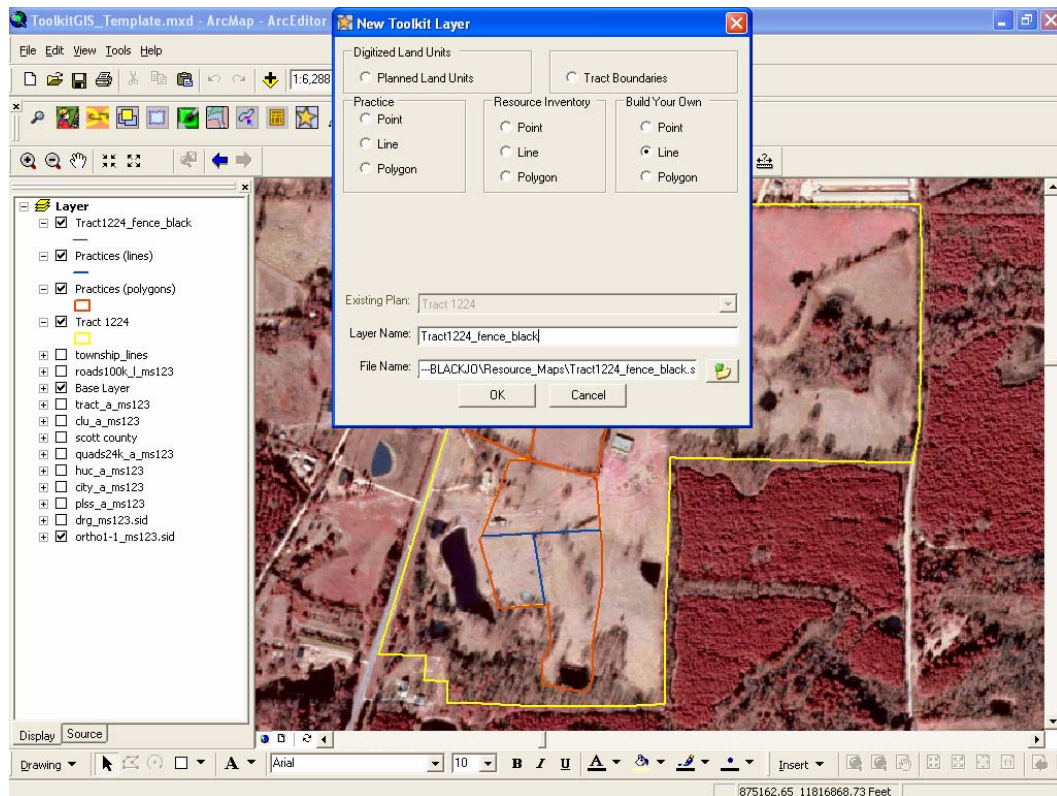 ToolkitGIS_Template.mxd - ArcMap - ArcEditor
New Toolkit Layer
File Edit View Tools Help
1:6,288
Digitized Land Units
Planned Land Units
Tract Boundaries
Practice
Point
Line
Polygon
Resource Inventory
Point
Line
Polygon
Build Your Own
Point
Line
Polygon
Existing Plan: Tract 1224
Layer Name: Tract1224_fence_black
File Name: ---BLACKJO\Resource_Maps\Tract1224_fence_black.s
OK Cancel
Layer
Tract1224_fence_black
Practices (lines)
Practices (polygons)
Tract 1224
township_lines
roads100k_l_ms123
Base Layer
tract_a_ms123
clu_a_ms123
scott county
quads24k_a_ms123
huc_a_ms123
city_a_ms123
plss_a_ms123
drg_ms123.sid
ortho1-1_ms123.sid
Display Source
Drawing A Arial 10 B I U A Insert
875162.65 11816868.73 Feet